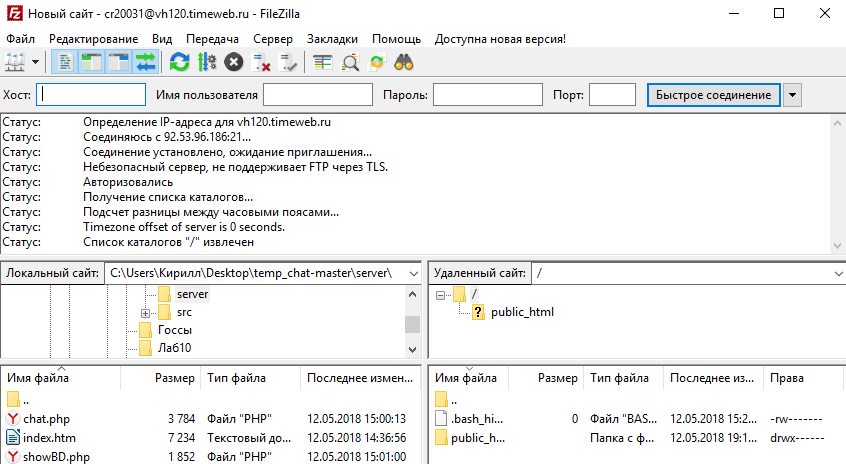 Новый сайт - cr20031@vh120.timeweb.ru - FileZilla
Файл Редактирование Вид Передача Сервер Закладки Помощь Доступна новая версия!
Хост: Имя пользователя Пароль: Порт: Быстрое соединение
Статус: Определение IP-адреса для vh120.timeweb.ru
Статус: Соединяюсь с 92.53.96.186:21...
Статус: Соединение установлено, ожидание приглашения...
Статус: Небезопасный сервер, не поддерживает FTP через TLS.
Статус: Авторизовались
Статус: Получение списка каталогов...
Статус: Подсчет разницы между часовыми поясами...
Статус: Timezone offset of server is 0 seconds.
Статус: Список каталогов "/" извлечен
Локальный сайт: C:\Users\Кирилл\Desktop\temp_chat-master\server\
server
src
Госсы
Ла610
Удаленный сайт: /
/
public_html
Имя файла Размер Тип файла Последнее измен...
..
chat.php 3 784 Файл "PHP" 12.05.2018 15:00:13
index.htm 7 234 Текстовый до... 12.05.2018 14:36:56
showBD.php 1 852 Файл "PHP" 12.05.2018 15:01:00
Имя файла Размер Тип файла Последнее измен... Права
..
.bash_hi... 0 Файл "BAS... 12.05.2018 15:2... -rw-------
public_h... Папка с ф... 12.05.2018 19:1... drwx------